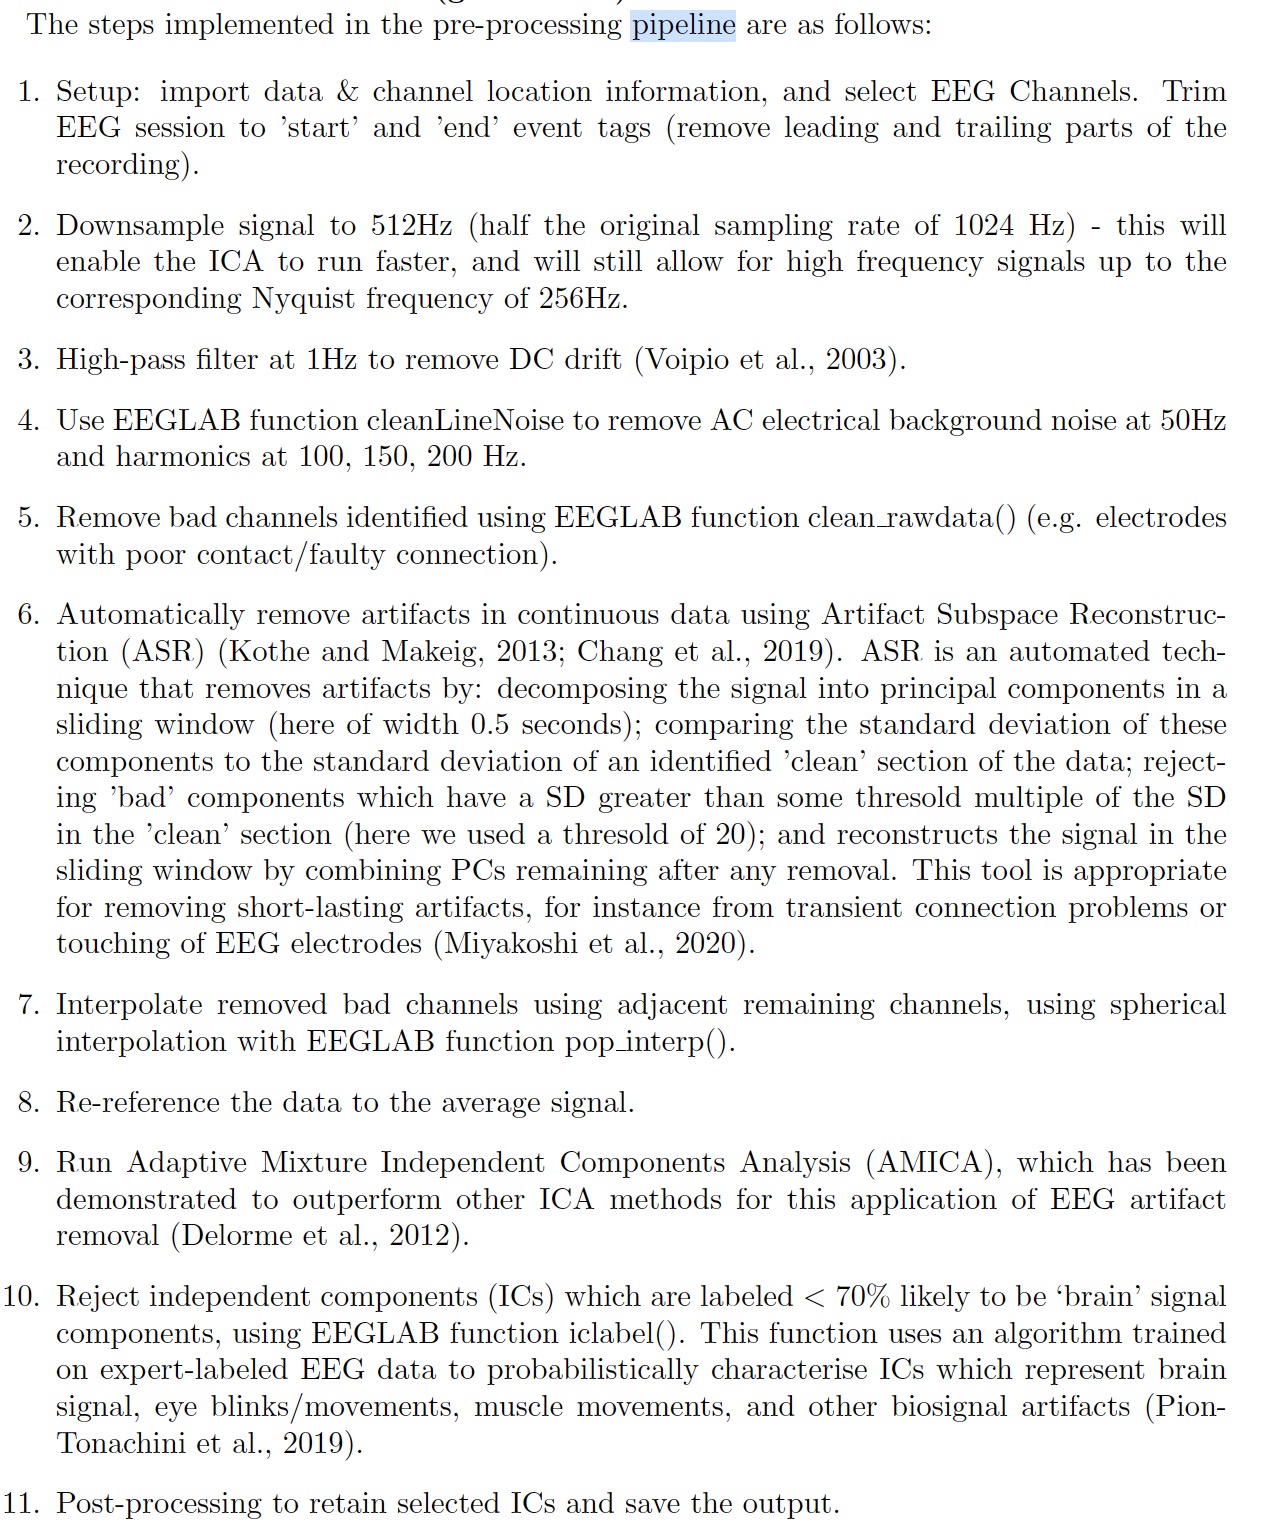 The steps implemented in the pre-processing pipeline are as follows:
1. Setup: import data & channel location information, and select EEG Channels. Trim
EEG session to 'start' and 'end' event tags (remove leading and trailing parts of the
recording).
2. Downsample signal to 512Hz (half the original sampling rate of 1024 Hz) - this will
enable the ICA to run faster, and will still allow for high frequency signals up to the
corresponding Nyquist frequency of 256Hz.
3. High-pass filter at 1Hz to remove DC drift (Voipio et al., 2003).
4. Use EEGLAB function cleanLineNoise to remove AC electrical background noise at 50Hz
and harmonics at 100, 150, 200 Hz.
5. Remove bad channels identified using EEGLAB function clean_rawdata() (e.g. electrodes
with poor contact/faulty connection).
6. Automatically remove artifacts in continuous data using Artifact Subspace Reconstruc-
tion (ASR) (Kothe and Makeig, 2013; Chang et al., 2019). ASR is an automated tech-
nique that removes artifacts by: decomposing the signal into principal components in a
sliding window (here of width 0.5 seconds); comparing the standard deviation of these
components to the standard deviation of an identified 'clean' section of the data; reject-
ing 'bad' components which have a SD greater than some thresold multiple of the SD
in the 'clean' section (here we used a thresold of 20); and reconstructs the signal in the
sliding window by combining PCs remaining after any removal. This tool is appropriate
for removing short-lasting artifacts, for instance from transient connection problems or
touching of EEG electrodes (Miyakoshi et al., 2020).
7. Interpolate removed bad channels using adjacent remaining channels, using spherical
interpolation with EEGLAB function pop_interp().
8. Re-reference the data to the average signal.
9. Run Adaptive Mixture Independent Components Analysis (AMICA), which has been
demonstrated to outperform other ICA methods for this application of EEG artifact
removal (Delorme et al., 2012).
10. Reject independent components (ICs) which are labeled < 70% likely to be ‘brain’ signal
components, using EEGLAB function iclabel(). This function uses an algorithm trained
on expert-labeled EEG data to probabilistically characterise ICs which represent brain
signal, eye blinks/movements, muscle movements, and other biosignal artifacts (Pion-
Tonachini et al., 2019).
11. Post-processing to retain selected ICs and save the output.